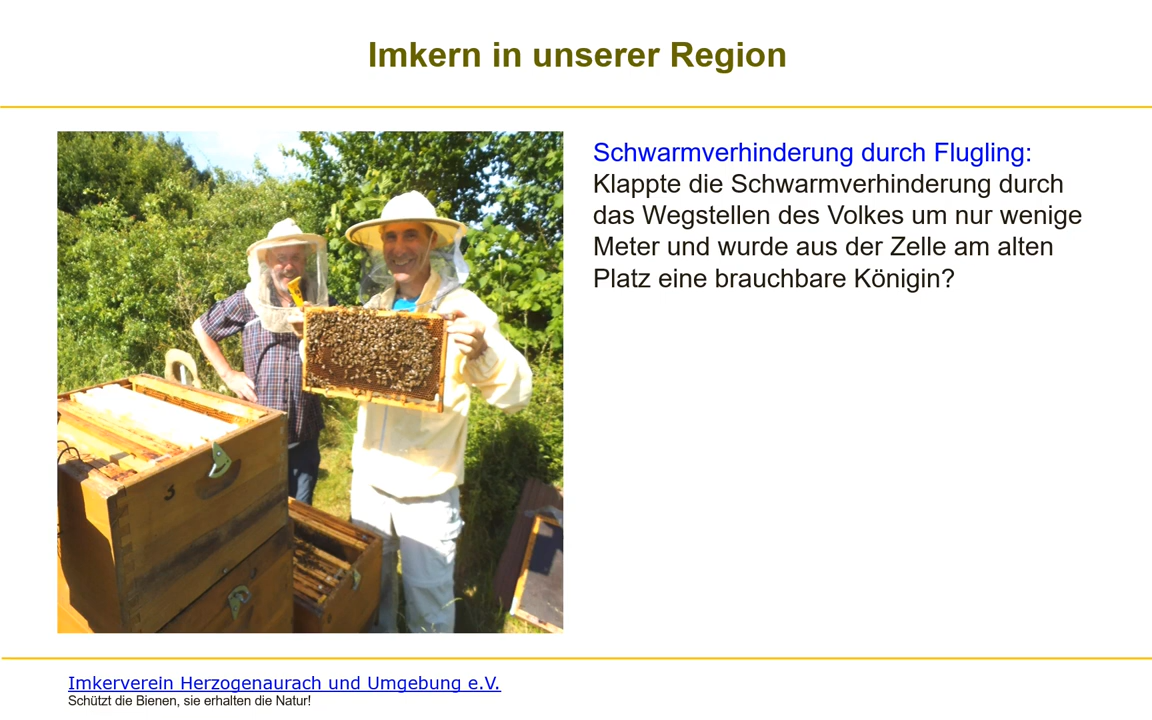 Imkern in unserer Region
Schwarmverhinderung durch Flugling:
Klappte die Schwarmverhinderung durch
das Wegstellen des Volkes um nur wenige
Meter und wurde aus der Zelle am alten
Platz eine brauchbare Königin?
3
Imkerverein Herzogenaurach und Umgebung e.V.
Schützt die Bienen, sie erhalten die Natur!